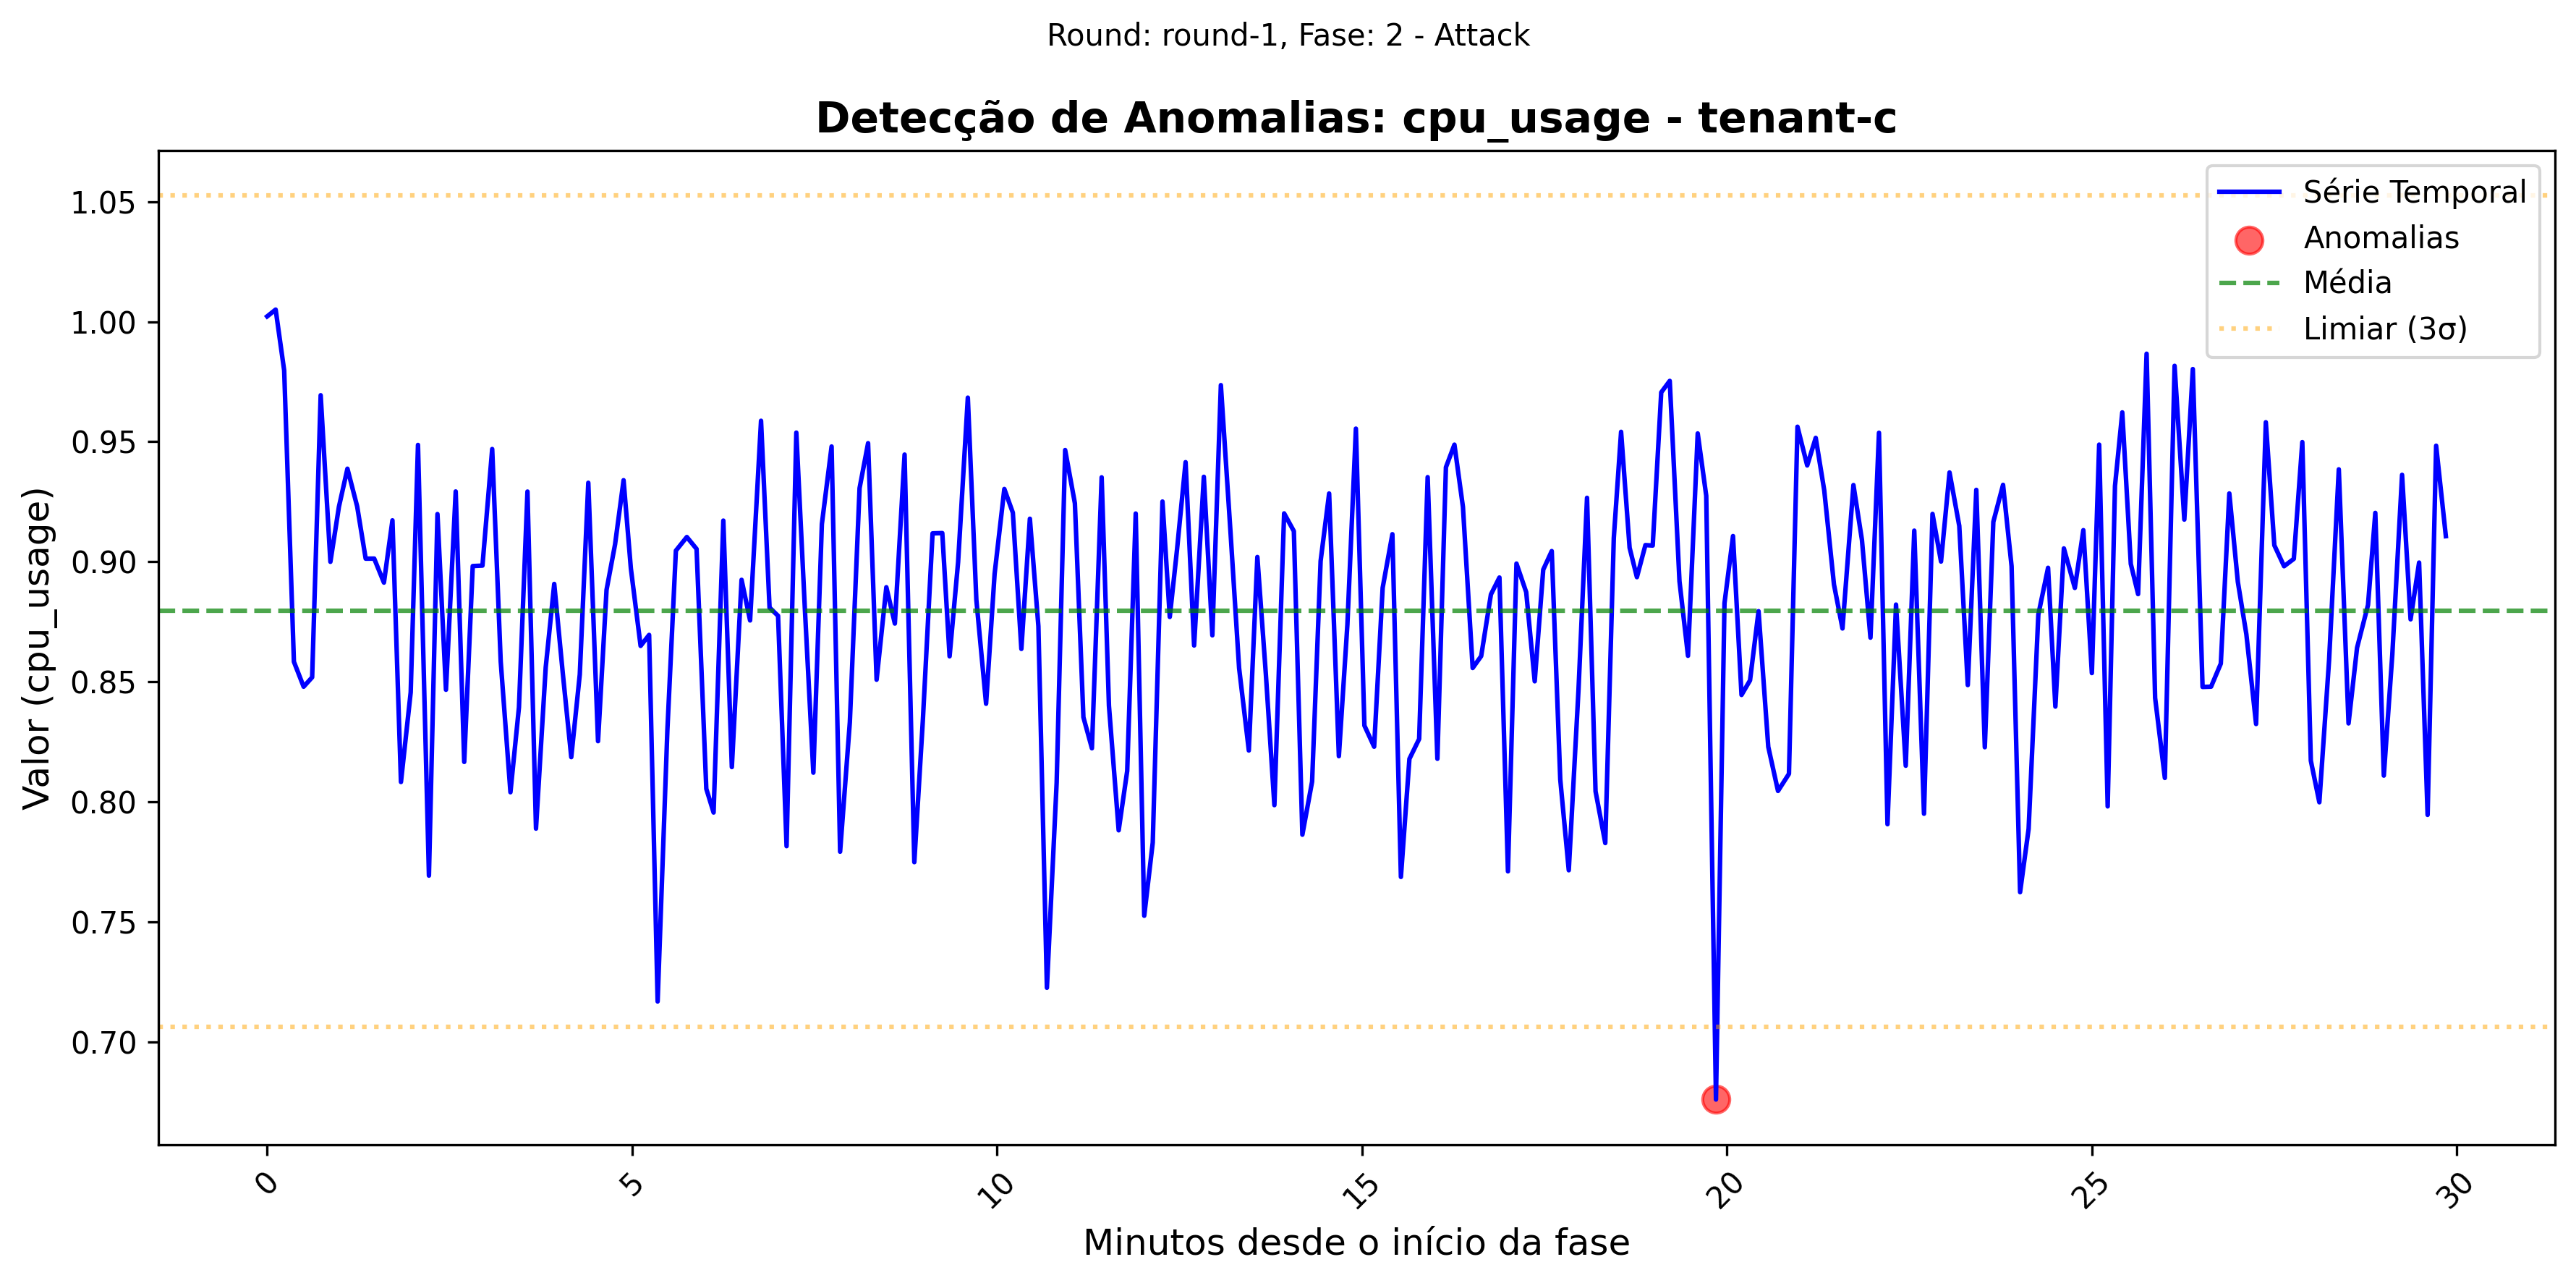 Round: round-1, Fase: 2 - Attack
Detecção de Anomalias: cpu_usage - tenant-c
Série Temporal
Anomalias
Média
Limiar (3σ)
Valor (cpu_usage)
1.05
1.00
0.95
0.90
0.85
0.80
0.75
0.70
0
5
10
15
20
25
30
Minutos desde o início da fase